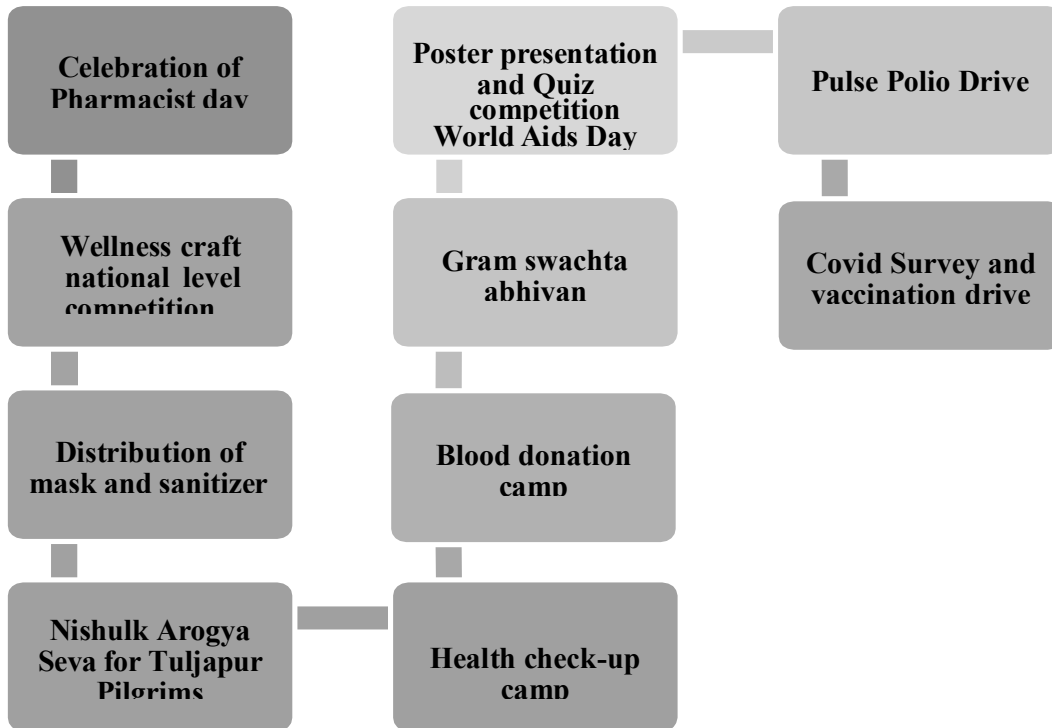 Celebration of
Pharmacist day
Wellness craft
national level
competition
Distribution of
mask and sanitizer
Nishulk Arogya
Seva for Tuljapur
Pilgrims
Health check-up
camp
Blood donation
camp
Gram swachta
abhiyan
Poster presentation
and Quiz
competition
World Aids Day
Pulse Polio Drive
Covid Survey and
vaccination drive